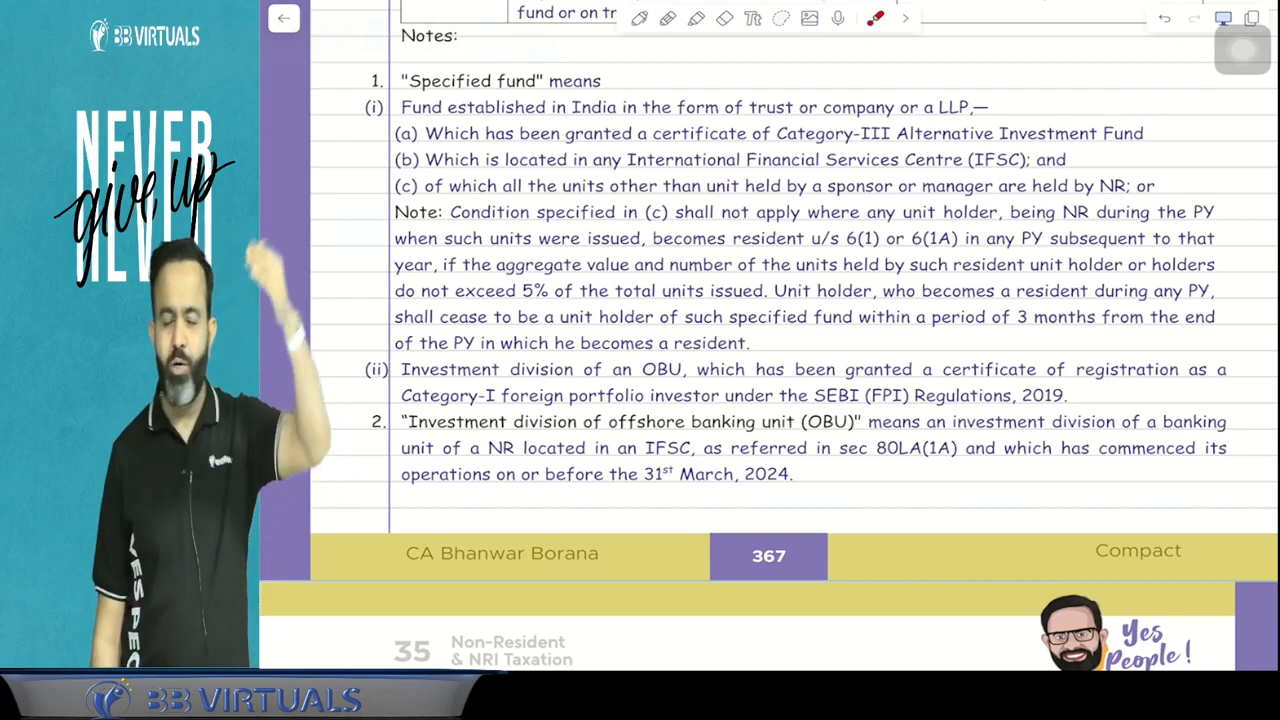 BB VIRTUALS
NEVER
give up
NEVER
fund or on tr
Notes:
1. "Specified fund" means
(i) Fund established in India in the form of trust or company or a LLP,—
(a) Which has been granted a certificate of Category-III Alternative Investment Fund
(b) Which is located in any International Financial Services Centre (IFSC); and
(c) of which all the units other than unit held by a sponsor or manager are held by NR; or
Note: Condition specified in (c) shall not apply where any unit holder, being NR during the PY
when such units were issued, becomes resident u/s 6(1) or 6(1A) in any PY subsequent to that
year, if the aggregate value and number of the units held by such resident unit holder or holders
do not exceed 5% of the total units issued. Unit holder, who becomes a resident during any PY,
shall cease to be a unit holder of such specified fund within a period of 3 months from the end
of the PY in which he becomes a resident.
(ii) Investment division of an OBU, which has been granted a certificate of registration as a
Category-I foreign portfolio investor under the SEBI (FPI) Regulations, 2019.
2. “Investment division of offshore banking unit (OBU)" means an investment division of a banking
unit of a NR located in an IFSC, as referred in sec 80LA(1A) and which has commenced its
operations on or before the 31st March, 2024.
CA Bhanwar Borana
367
Compact
35 Non-Resident
& NRI Taxation
Yes
People!
BB VIRTUALS